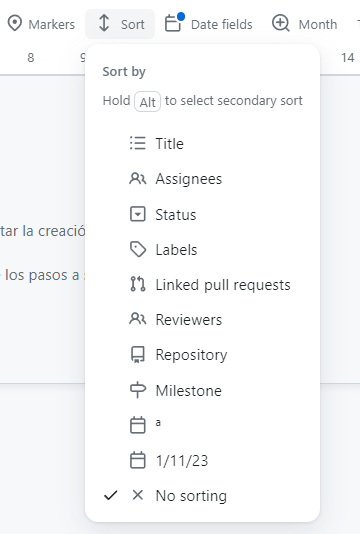 Markers Sort Date fields Month
8 9 14
Sort by
Hold Alt to select secondary sort
Title
Assignees
tar la creació
Status
Labels
los pasos a
Linked pull requests
Reviewers
Repository
Milestone
ª
1/11/23
No sorting